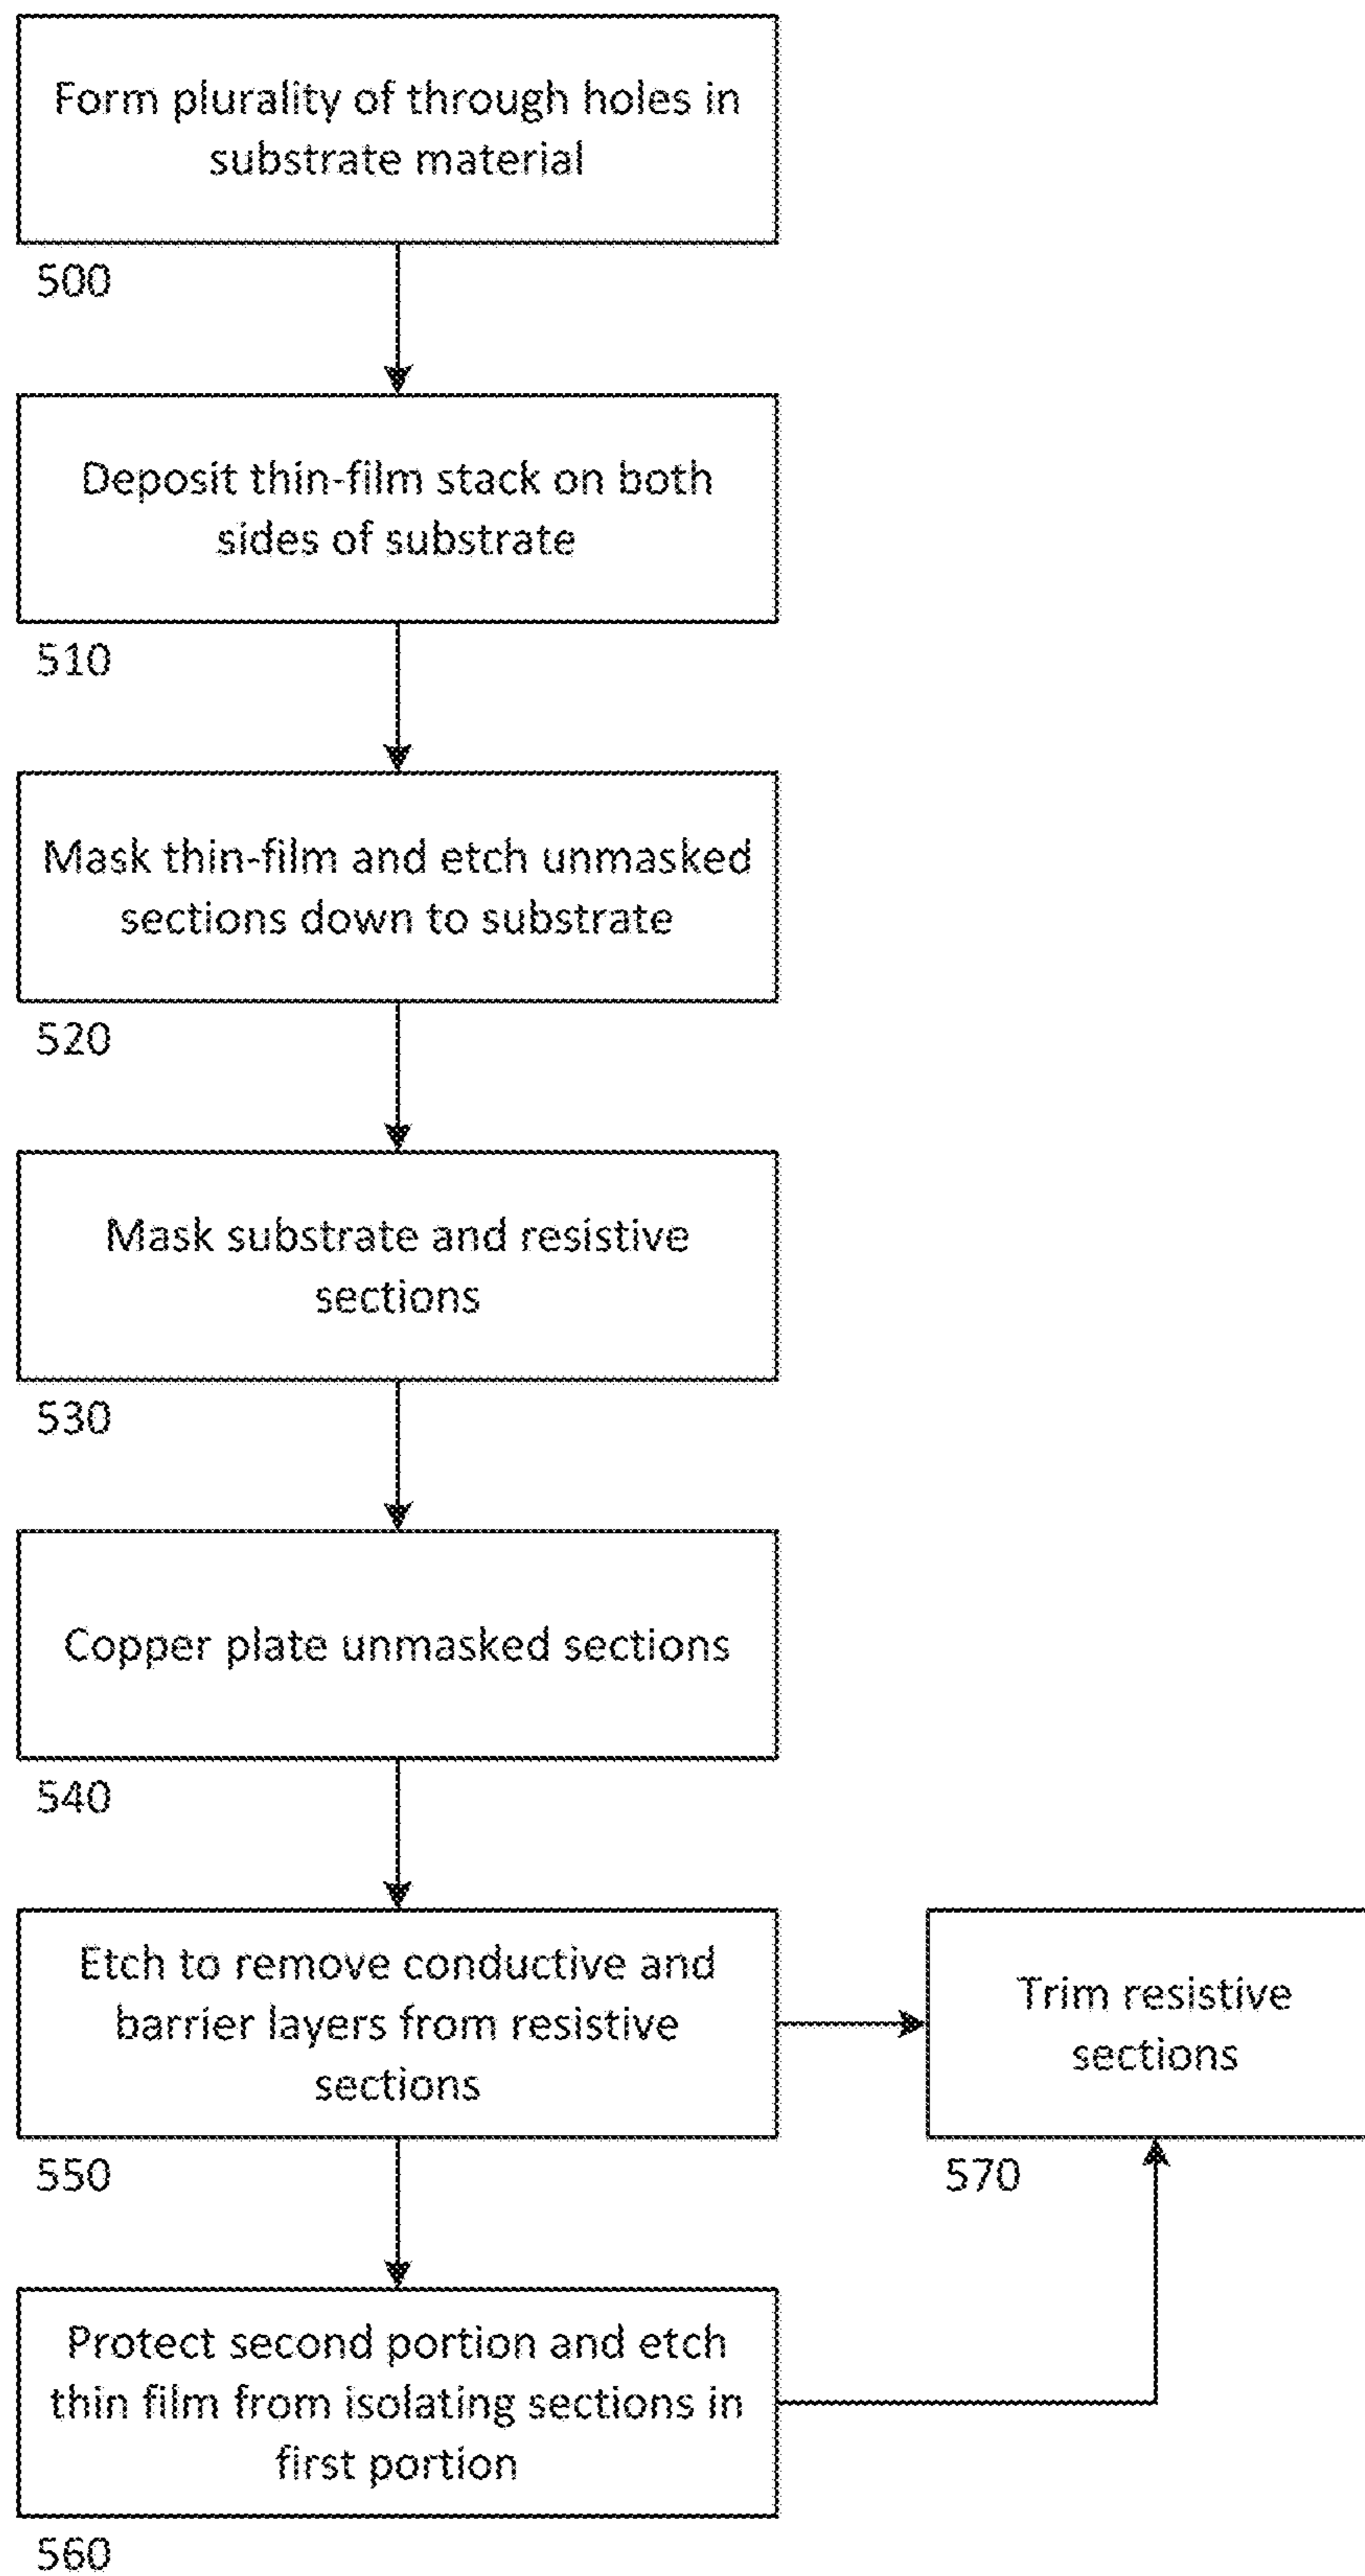 Form plurality of through holes in
substrate material
500
Deposit thin-film stack on both
sides of substrate
510
Mask thin-film and etch unmasked
sections down to substrate
520
Mask substrate and resistive
sections
530
Copper plate unmasked sections
540
Etch to remove conductive and
barrier layers from resistive
sections
550
Trim resistive
sections
570
Protect second portion and etch
thin film from isolating sections in
first portion
560